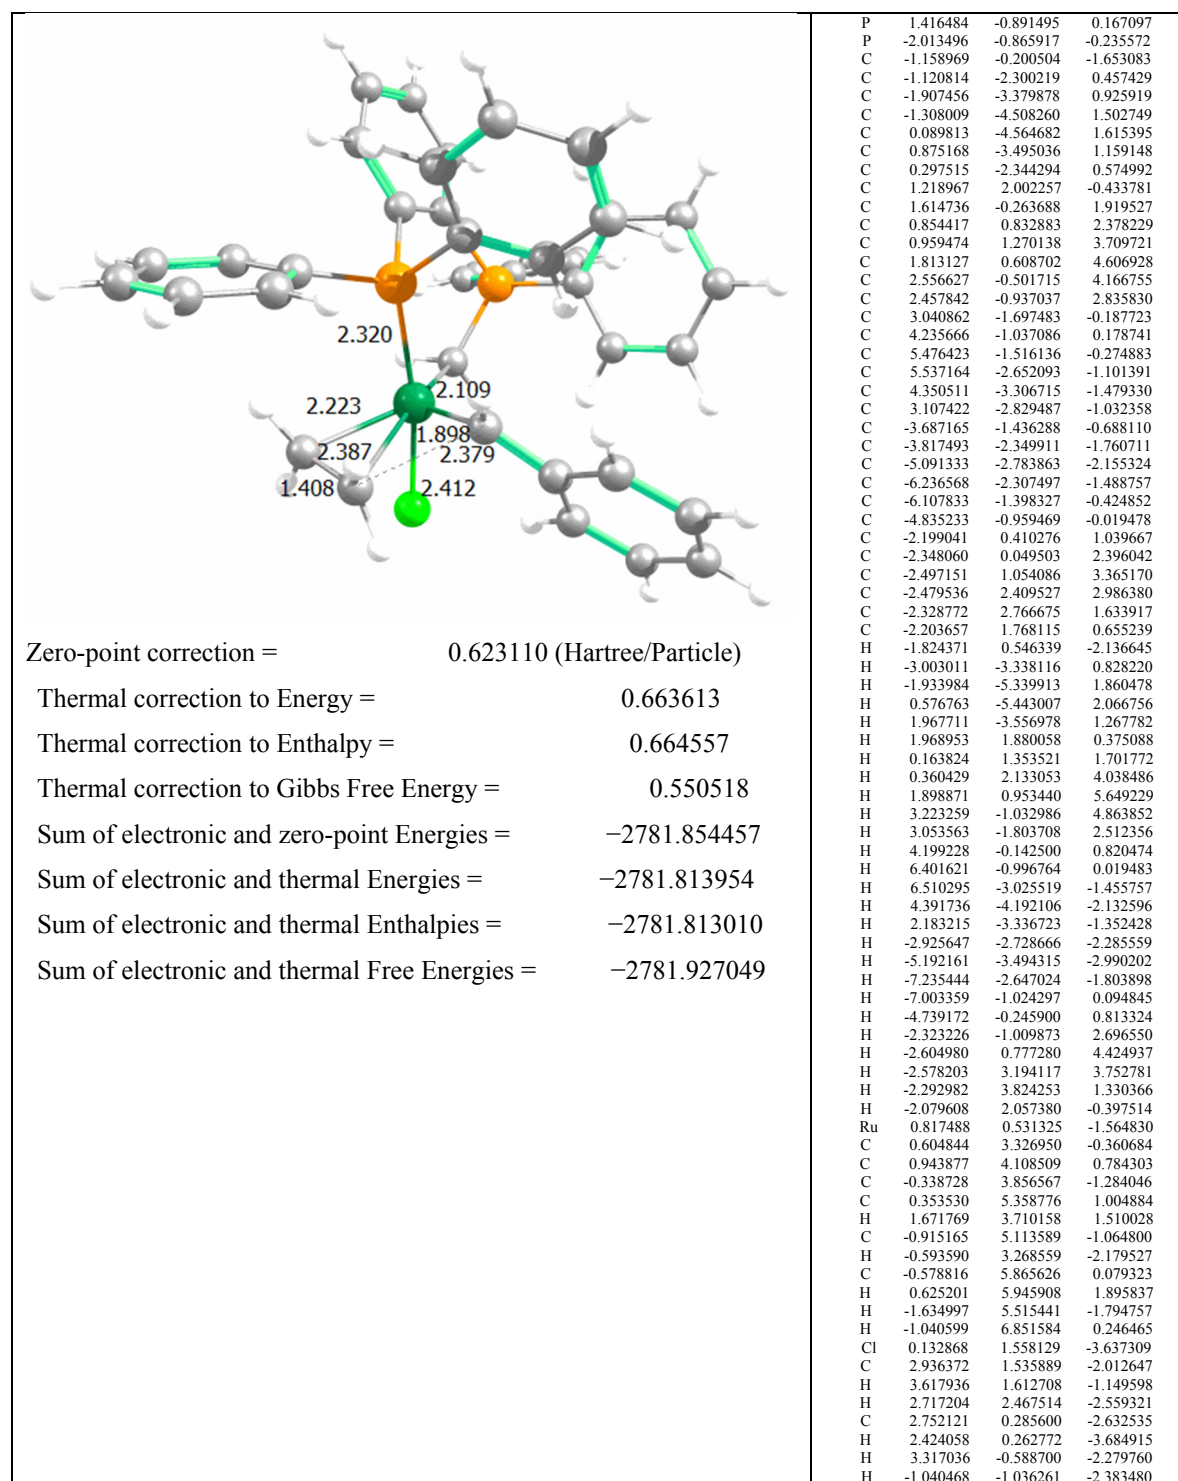 2.320
2.109
2.223
1.898
2.387
2.379
1.408
2.412
Zero-point correction = 0.623110 (Hartree/Particle)
Thermal correction to Energy = 0.663613
Thermal correction to Enthalpy = 0.664557
Thermal correction to Gibbs Free Energy = 0.550518
Sum of electronic and zero-point Energies = −2781.854457
Sum of electronic and thermal Energies = −2781.813954
Sum of electronic and thermal Enthalpies = −2781.813010
Sum of electronic and thermal Free Energies = −2781.927049
P 1.416484 -0.891495 0.167097
P -2.013496 -0.865917 -0.235572
C -1.158969 -0.200504 -1.653083
C -1.120814 -2.300219 0.457429
C -1.907456 -3.379878 0.925919
C -1.308009 -4.508260 1.502749
C 0.089813 -4.564682 1.615395
C 0.875168 -3.495036 1.159148
C 0.297515 -2.344294 0.574992
C 1.218967 2.002257 -0.433781
C 1.614736 -0.263688 1.919527
C 0.854417 0.832883 2.378229
C 0.959474 1.270138 3.709721
C 1.813127 0.608702 4.606928
C 2.556627 -0.501715 4.166755
C 2.457842 -0.937037 2.835830
C 3.040862 -1.697483 -0.187723
C 4.235666 -1.037086 0.178741
C 5.476423 -1.516136 -0.274883
C 5.537164 -2.652093 -1.101391
C 4.350511 -3.306715 -1.479330
C 3.107422 -2.829487 -1.032358
C -3.687165 -1.436288 -0.688110
C -3.817493 -2.349911 -1.760711
C -5.091333 -2.783863 -2.155324
C -6.236568 -2.307497 -1.488757
C -6.107833 -1.398327 -0.424852
C -4.835233 -0.959469 -0.019478
C -2.199041 0.410276 1.039667
C -2.348060 0.049503 2.396042
C -2.497151 1.054086 3.365170
C -2.479536 2.409527 2.986380
C -2.328772 2.766675 1.633917
C -2.203657 1.768115 0.655239
H -1.824371 0.546339 -2.136645
H -3.003011 -3.338116 0.828220
H -1.933984 -5.339913 1.860478
H 0.576763 -5.443007 2.066756
H 1.967711 -3.556978 1.267782
H 1.968953 1.880058 0.375088
H 0.163824 1.353521 1.701772
H 0.360429 2.133053 4.038486
H 1.898871 0.953440 5.649229
H 3.223259 -1.032986 4.863852
H 3.053563 -1.803708 2.512356
H 4.199228 -0.142500 0.820474
H 6.401621 -0.996764 0.019483
H 6.510295 -3.025519 -1.455757
H 4.391736 -4.192106 -2.132596
H 2.183215 -3.336723 -1.352428
H -2.925647 -2.728666 -2.285559
H -5.192161 -3.494315 -2.990202
H -7.235444 -2.647024 -1.803898
H -7.003359 -1.024297 0.094845
H -4.739172 -0.245900 0.813324
H -2.323226 -1.009873 2.696550
H -2.604980 0.777280 4.424937
H -2.578203 3.194117 3.752781
H -2.292982 3.824253 1.330366
H -2.079608 2.057380 -0.397514
Ru 0.817488 0.531325 -1.564830
C 0.604844 3.326950 -0.360684
C 0.943877 4.108509 0.784303
C -0.338728 3.856567 -1.284046
C 0.353530 5.358776 1.004884
H 1.671769 3.710158 1.510028
C -0.915165 5.113589 -1.064800
H -0.593590 3.268559 -2.179527
C -0.578816 5.865626 0.079323
H 0.625201 5.945908 1.895837
H -1.634997 5.515441 -1.794757
H -1.040599 6.851584 0.246465
Cl 0.132868 1.558129 -3.637309
C 2.936372 1.535889 -2.012647
H 3.617936 1.612708 -1.149598
H 2.717204 2.467514 -2.559321
C 2.752121 0.285600 -2.632535
H 2.424058 0.262772 -3.684915
H 3.317036 -0.588700 -2.279760
H -1.040468 -1.036261 -2.383480